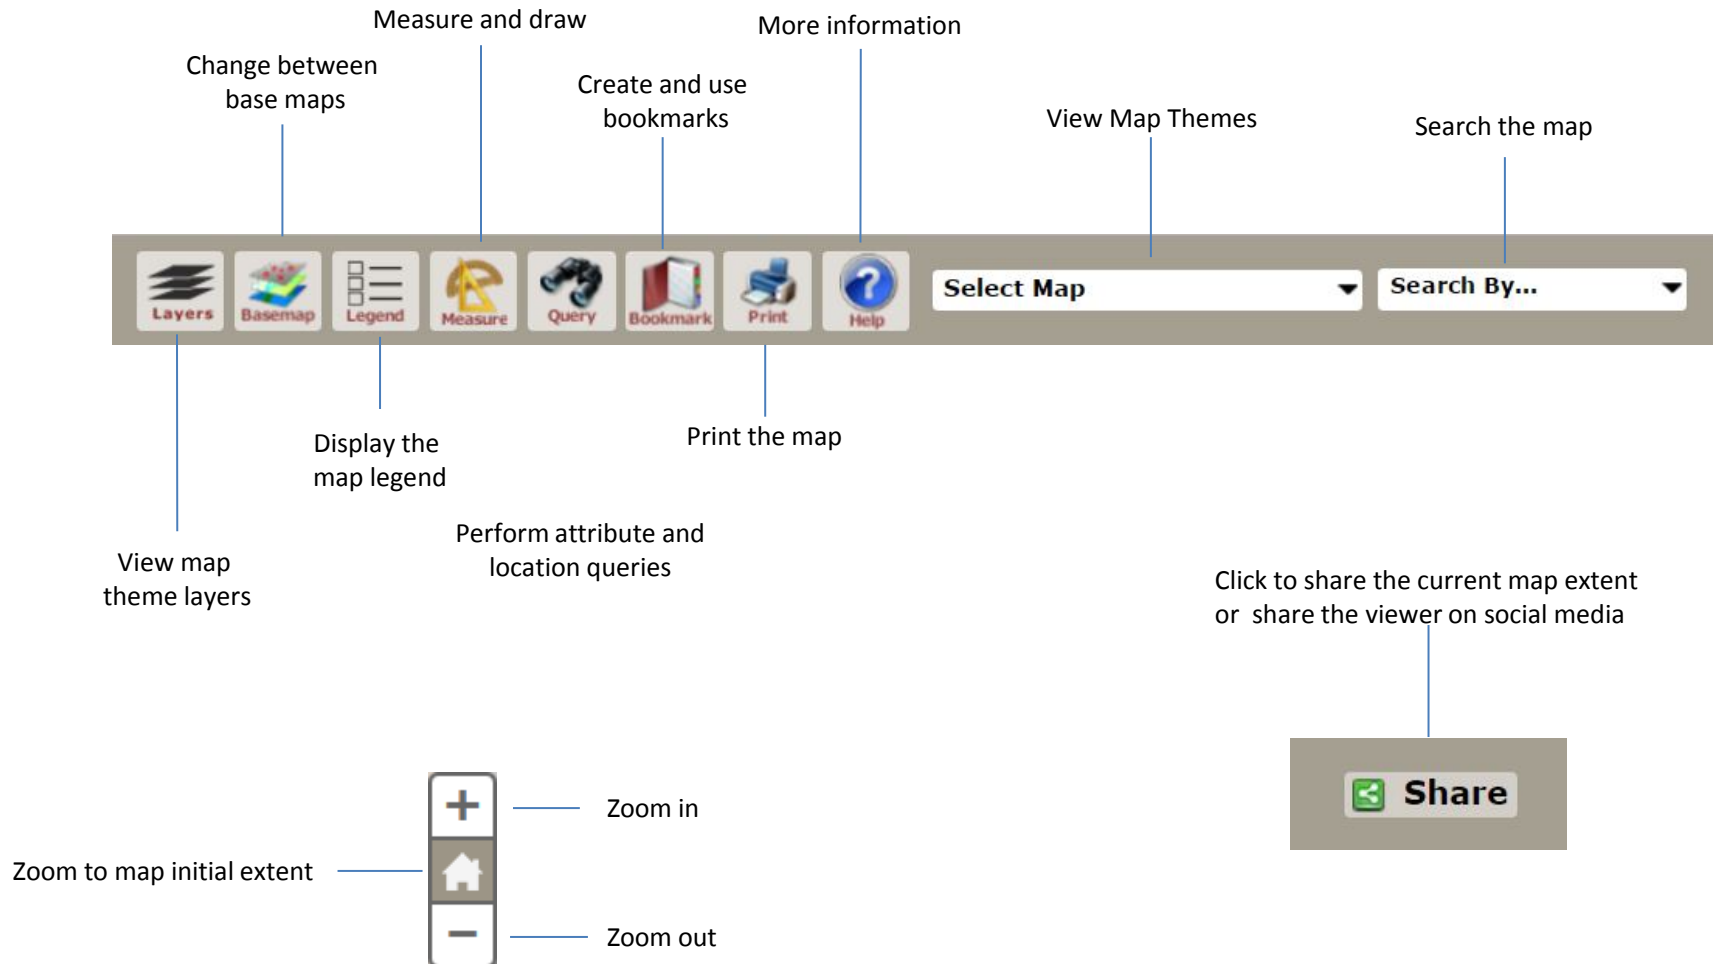 Measure and draw
More information
Change between
base maps
Create and use
bookmarks
View Map Themes
Search the map
Layers
Basemap
Legend
Measure
Query
Bookmark
Print
Help
Select Map
Search By...
Display the
map legend
Print the map
Perform attribute and
location queries
View map
theme layers
Click to share the current map extent
or  share the viewer on social media
Share
Zoom in
Zoom to map initial extent
Zoom out